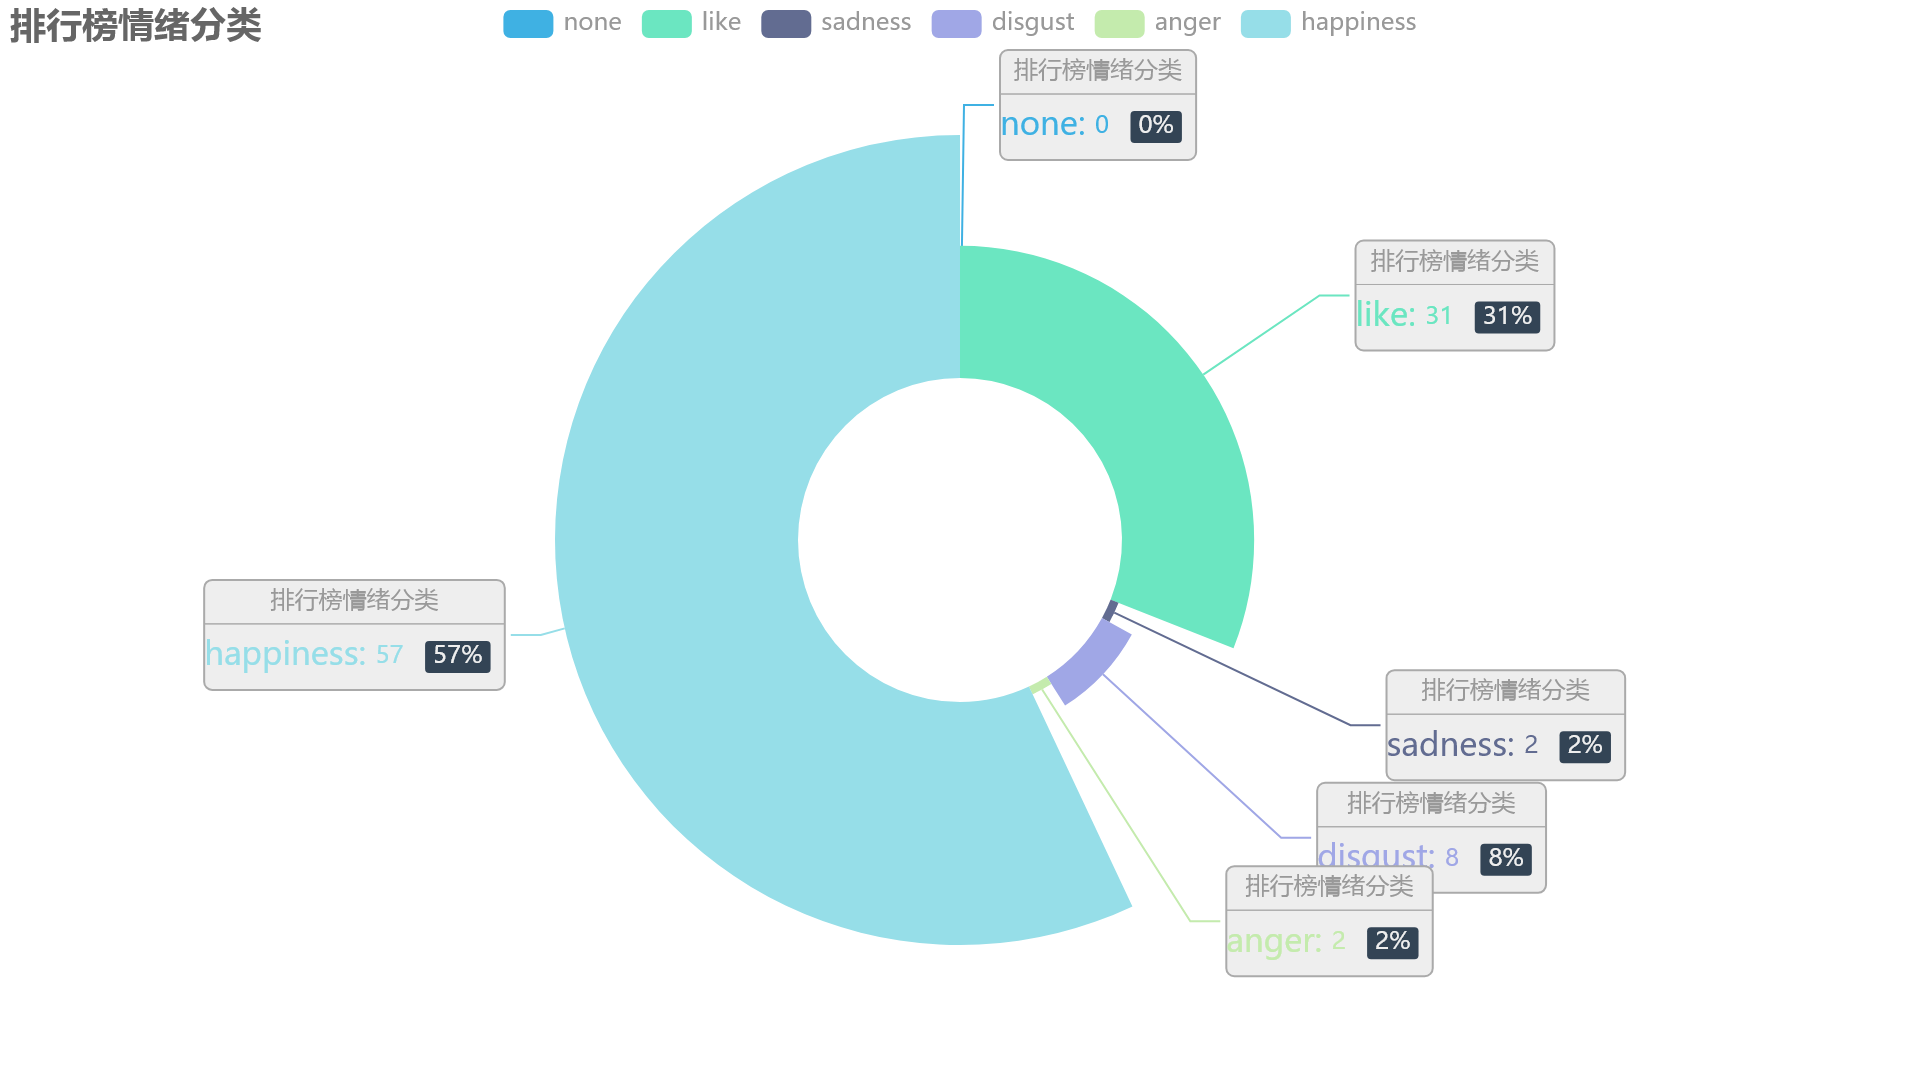 排行榜情绪分类
none like sadness disgust anger happiness
排行榜情绪分类
none: 0 0%
排行榜情绪分类
like: 31 31%
排行榜情绪分类
happiness: 57 57%
排行榜情绪分类
sadness: 2 2%
排行榜情绪分类
disgust: 8 8%
排行榜情绪分类
anger: 2 2%